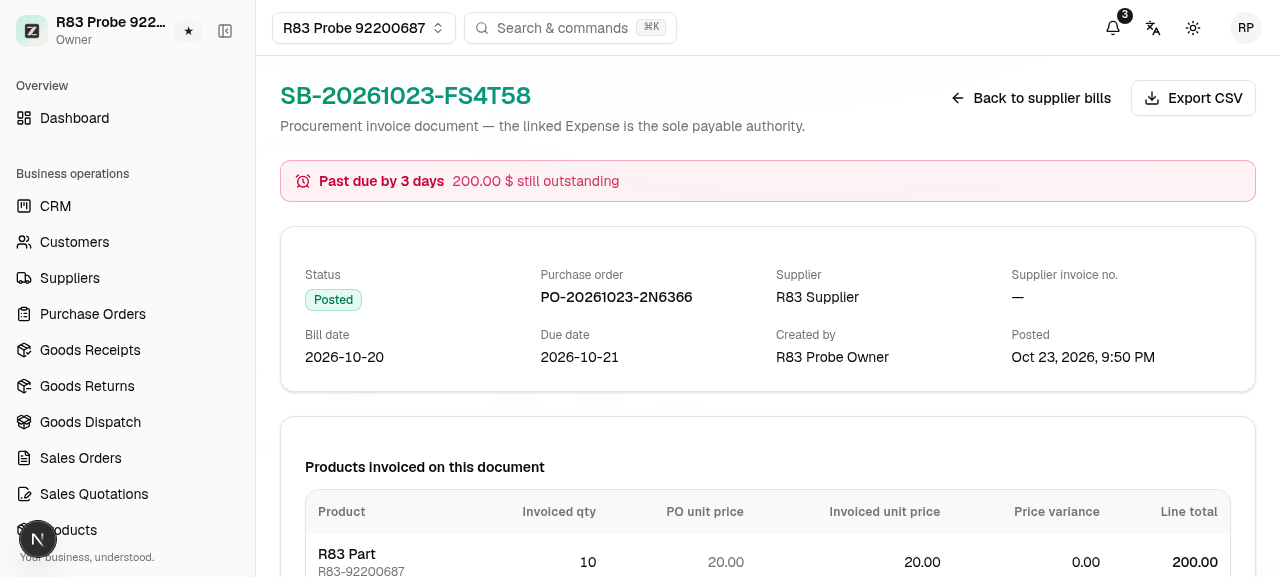 R83 Probe 922...
Owner
R83 Probe 92200687
Search & commands
⌘K
3
RP
Overview
Dashboard
Business operations
CRM
Customers
Suppliers
Purchase Orders
Goods Receipts
Goods Returns
Goods Dispatch
Sales Orders
Sales Quotations
Your business, understood.
SB-20261023-FS4T58
Procurement invoice document — the linked Expense is the sole payable authority.
Back to supplier bills
Export CSV
Past due by 3 days 200.00 $ still outstanding
Status
Posted
Purchase order
PO-20261023-2N6366
Supplier
R83 Supplier
Supplier invoice no.
—
Bill date
2026-10-20
Due date
2026-10-21
Created by
R83 Probe Owner
Posted
Oct 23, 2026, 9:50 PM
Products invoiced on this document
Product Invoiced qty PO unit price Invoiced unit price Price variance Line total
R83 Part
R83-92200687
10 20.00 20.00 0.00 200.00